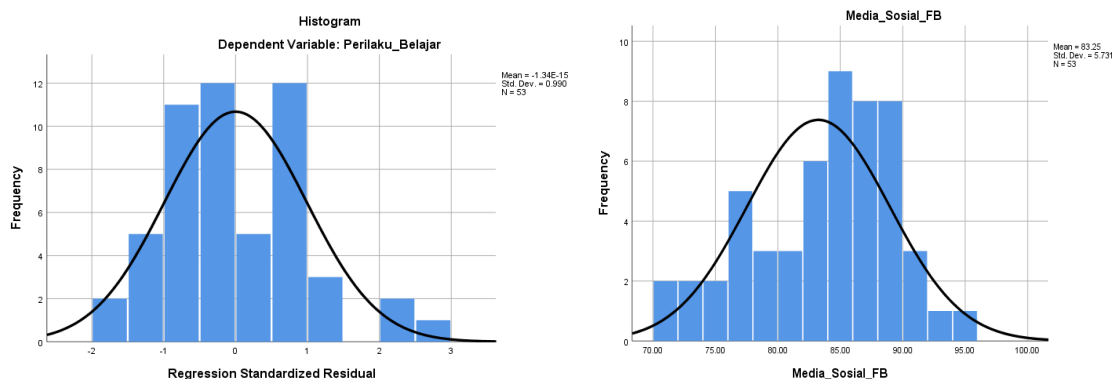 Histogram
Dependent Variable: Perilaku_Belajar
Mean = -1.34E-15
Std. Dev. = 0.990
N = 53
Frequency
12
10
8
6
4
2
0
-2
-1
0
1
2
3
Regression Standardized Residual
Media_Sosial_FB
Mean = 83.25
Std. Dev. = 5.731
N = 53
Frequency
10
8
6
4
2
0
70.00
75.00
80.00
85.00
90.00
95.00
100.00
Media_Sosial_FB